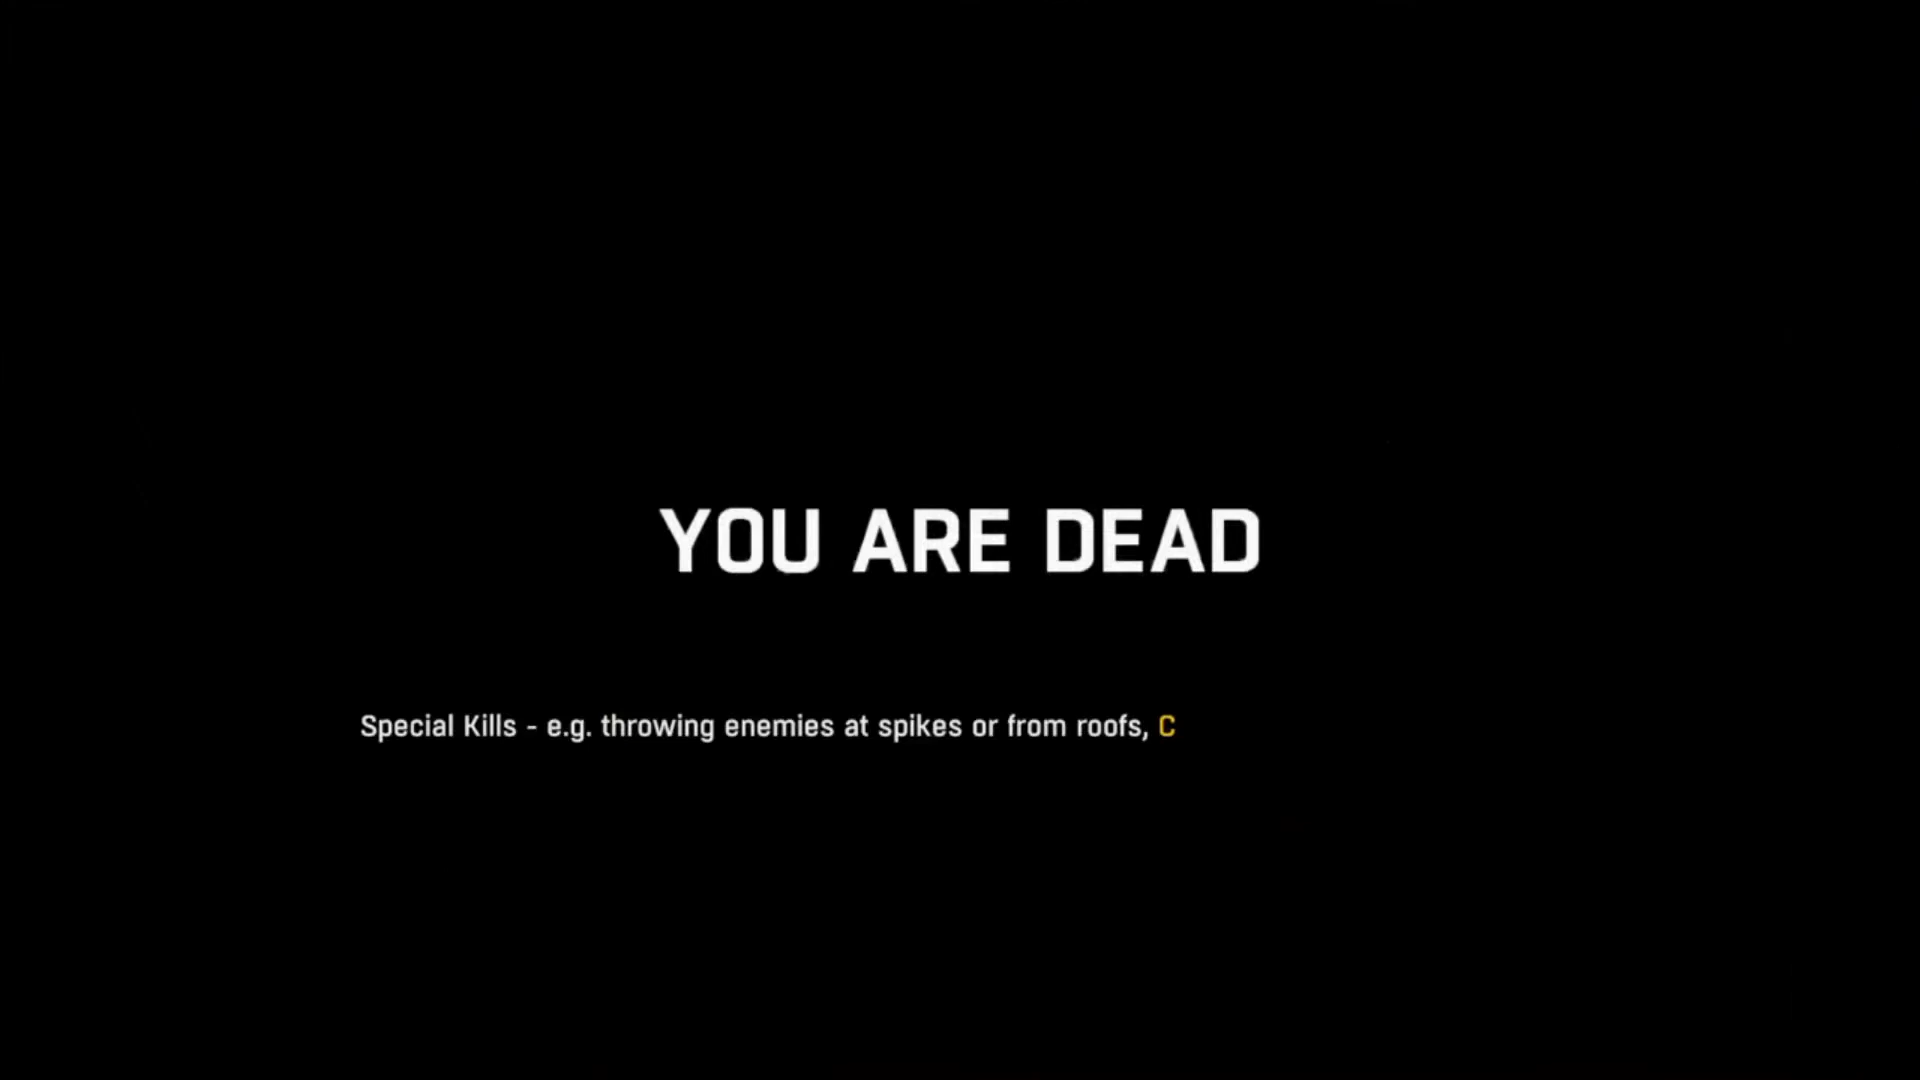 YOU ARE DEAD
Special Kills - e.g. throwing enemies at spikes or from roofs, C